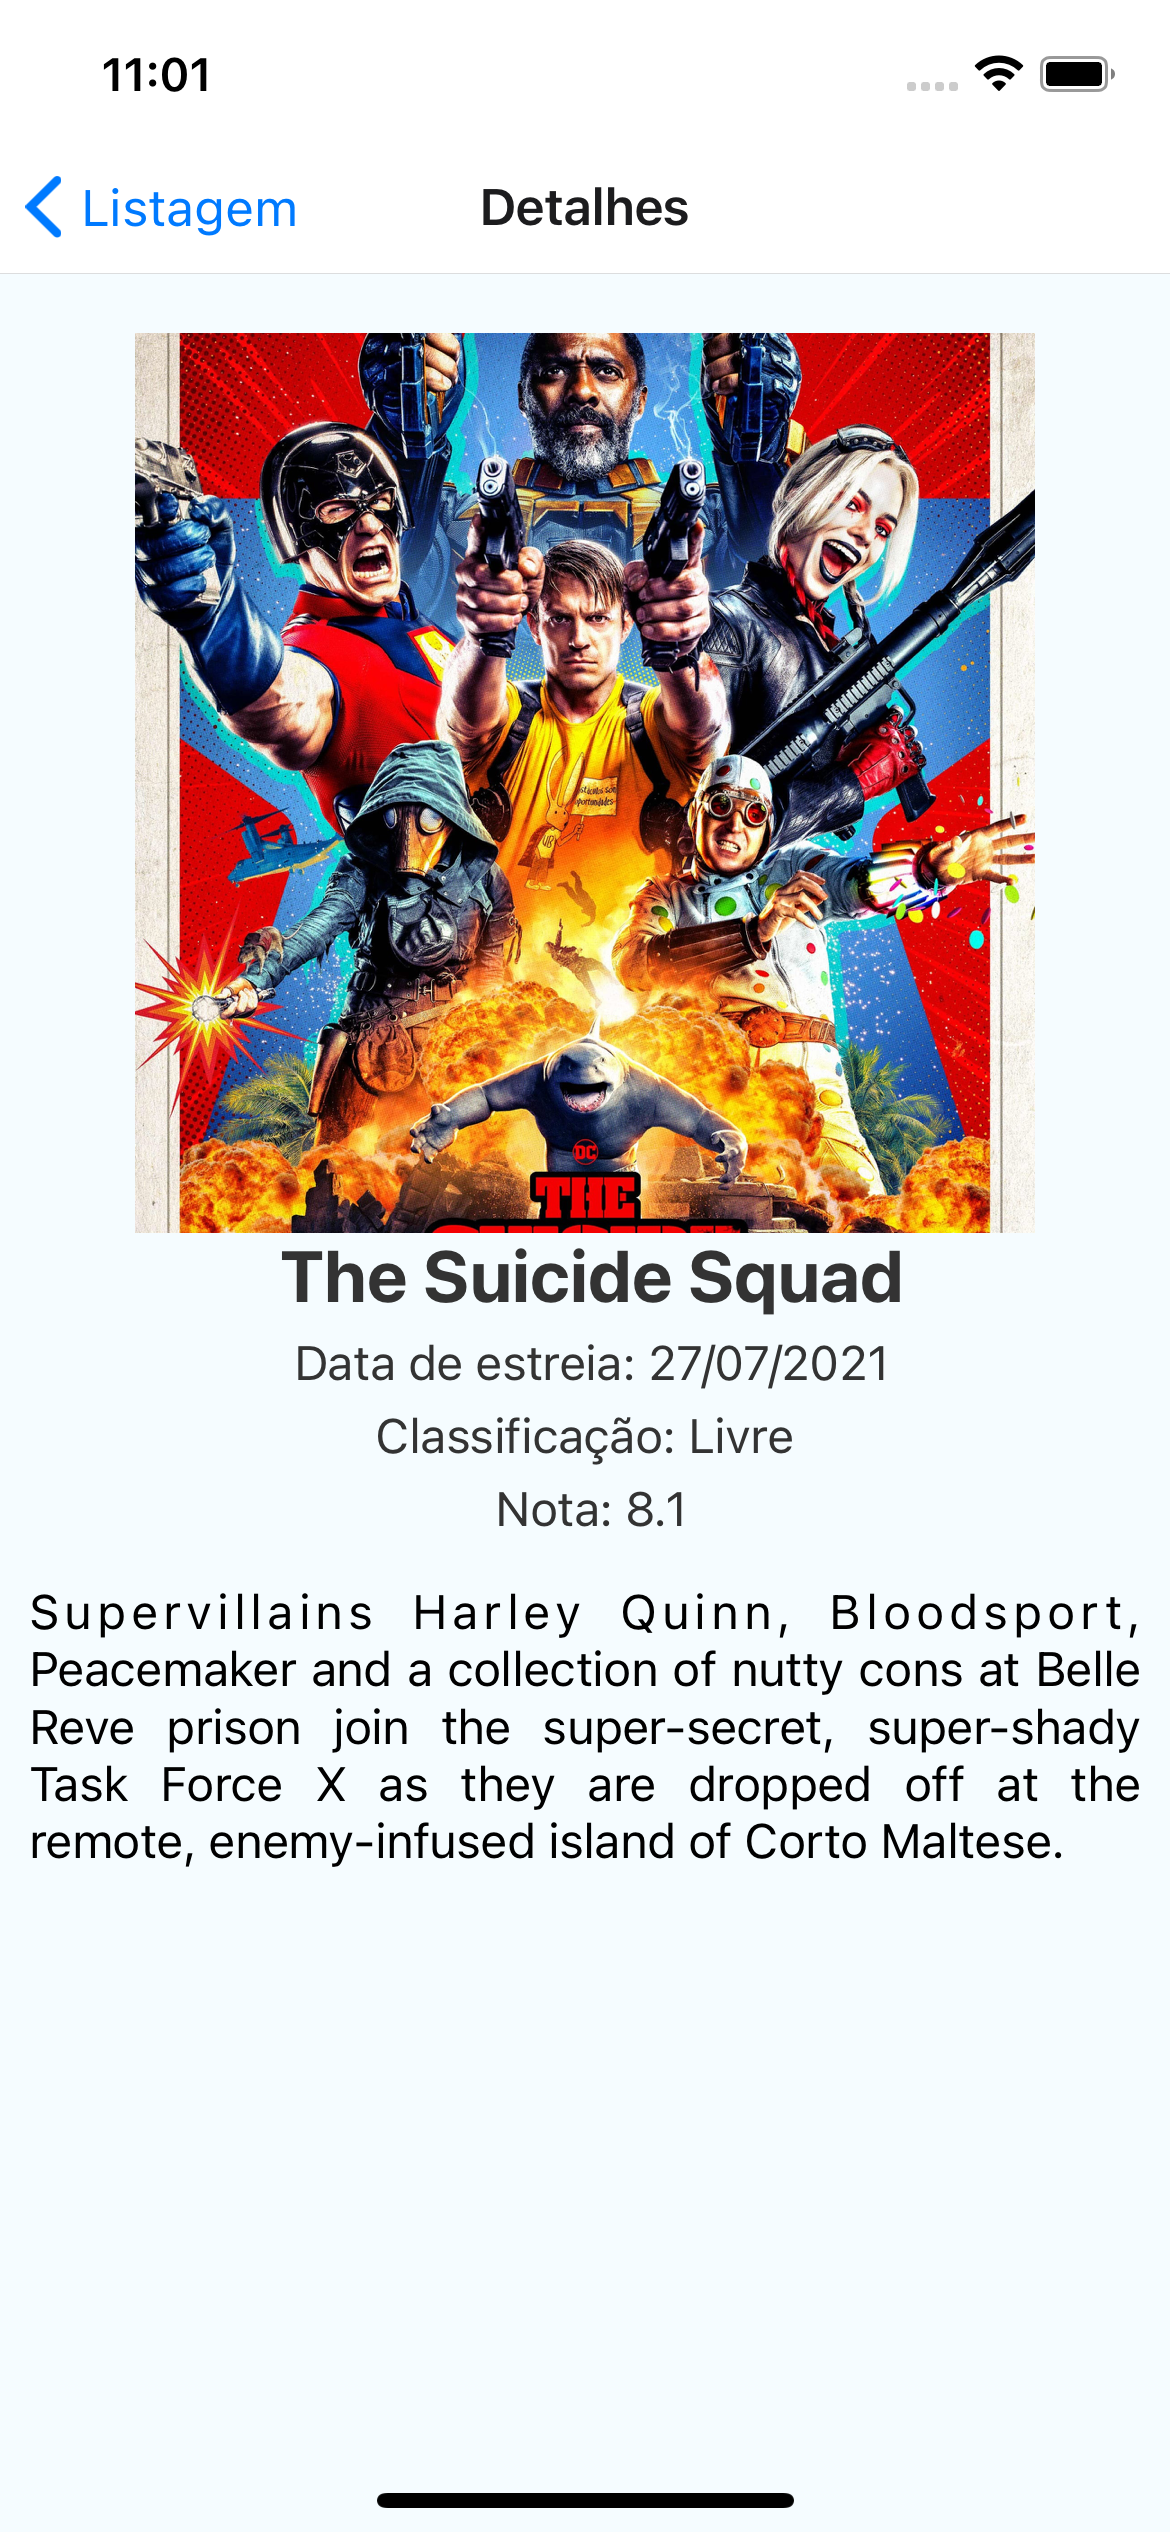 11:01
Listagem
Detalhes
UB
DC
THE
The Suicide Squad
Data de estreia: 27/07/2021
Classificação: Livre
Nota: 8.1
Supervillains Harley Quinn, Bloodsport,
Peacemaker and a collection of nutty cons at Belle
Reve prison join the super-secret, super-shady
Task Force X as they are dropped off at the
remote, enemy-infused island of Corto Maltese.